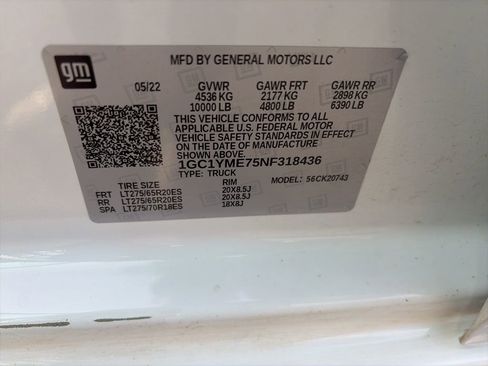 gm
MFD BY GENERAL MOTORS LLC
05/22 GVWR GAWR FRT GAWR RR
4536 KG 2177 KG 2898 KG
10000 LB 4800 LB 6390 LB
THIS VEHICLE CONFORMS TO ALL
APPLICABLE U.S. FEDERAL MOTOR
VEHICLE SAFETY STANDARDS IN EFFECT
ON THE DATE OF MANUFACTURE SHOWN
ABOVE.
1GC1YME75NF318436
TYPE: TRUCK MODEL: 56CK20743
TIRE SIZE RIM
FRT LT275/65R20ES 20X8.5J
RR LT275/65R20ES 20X8.5J
SPA LT275/70R18ES 18X8J